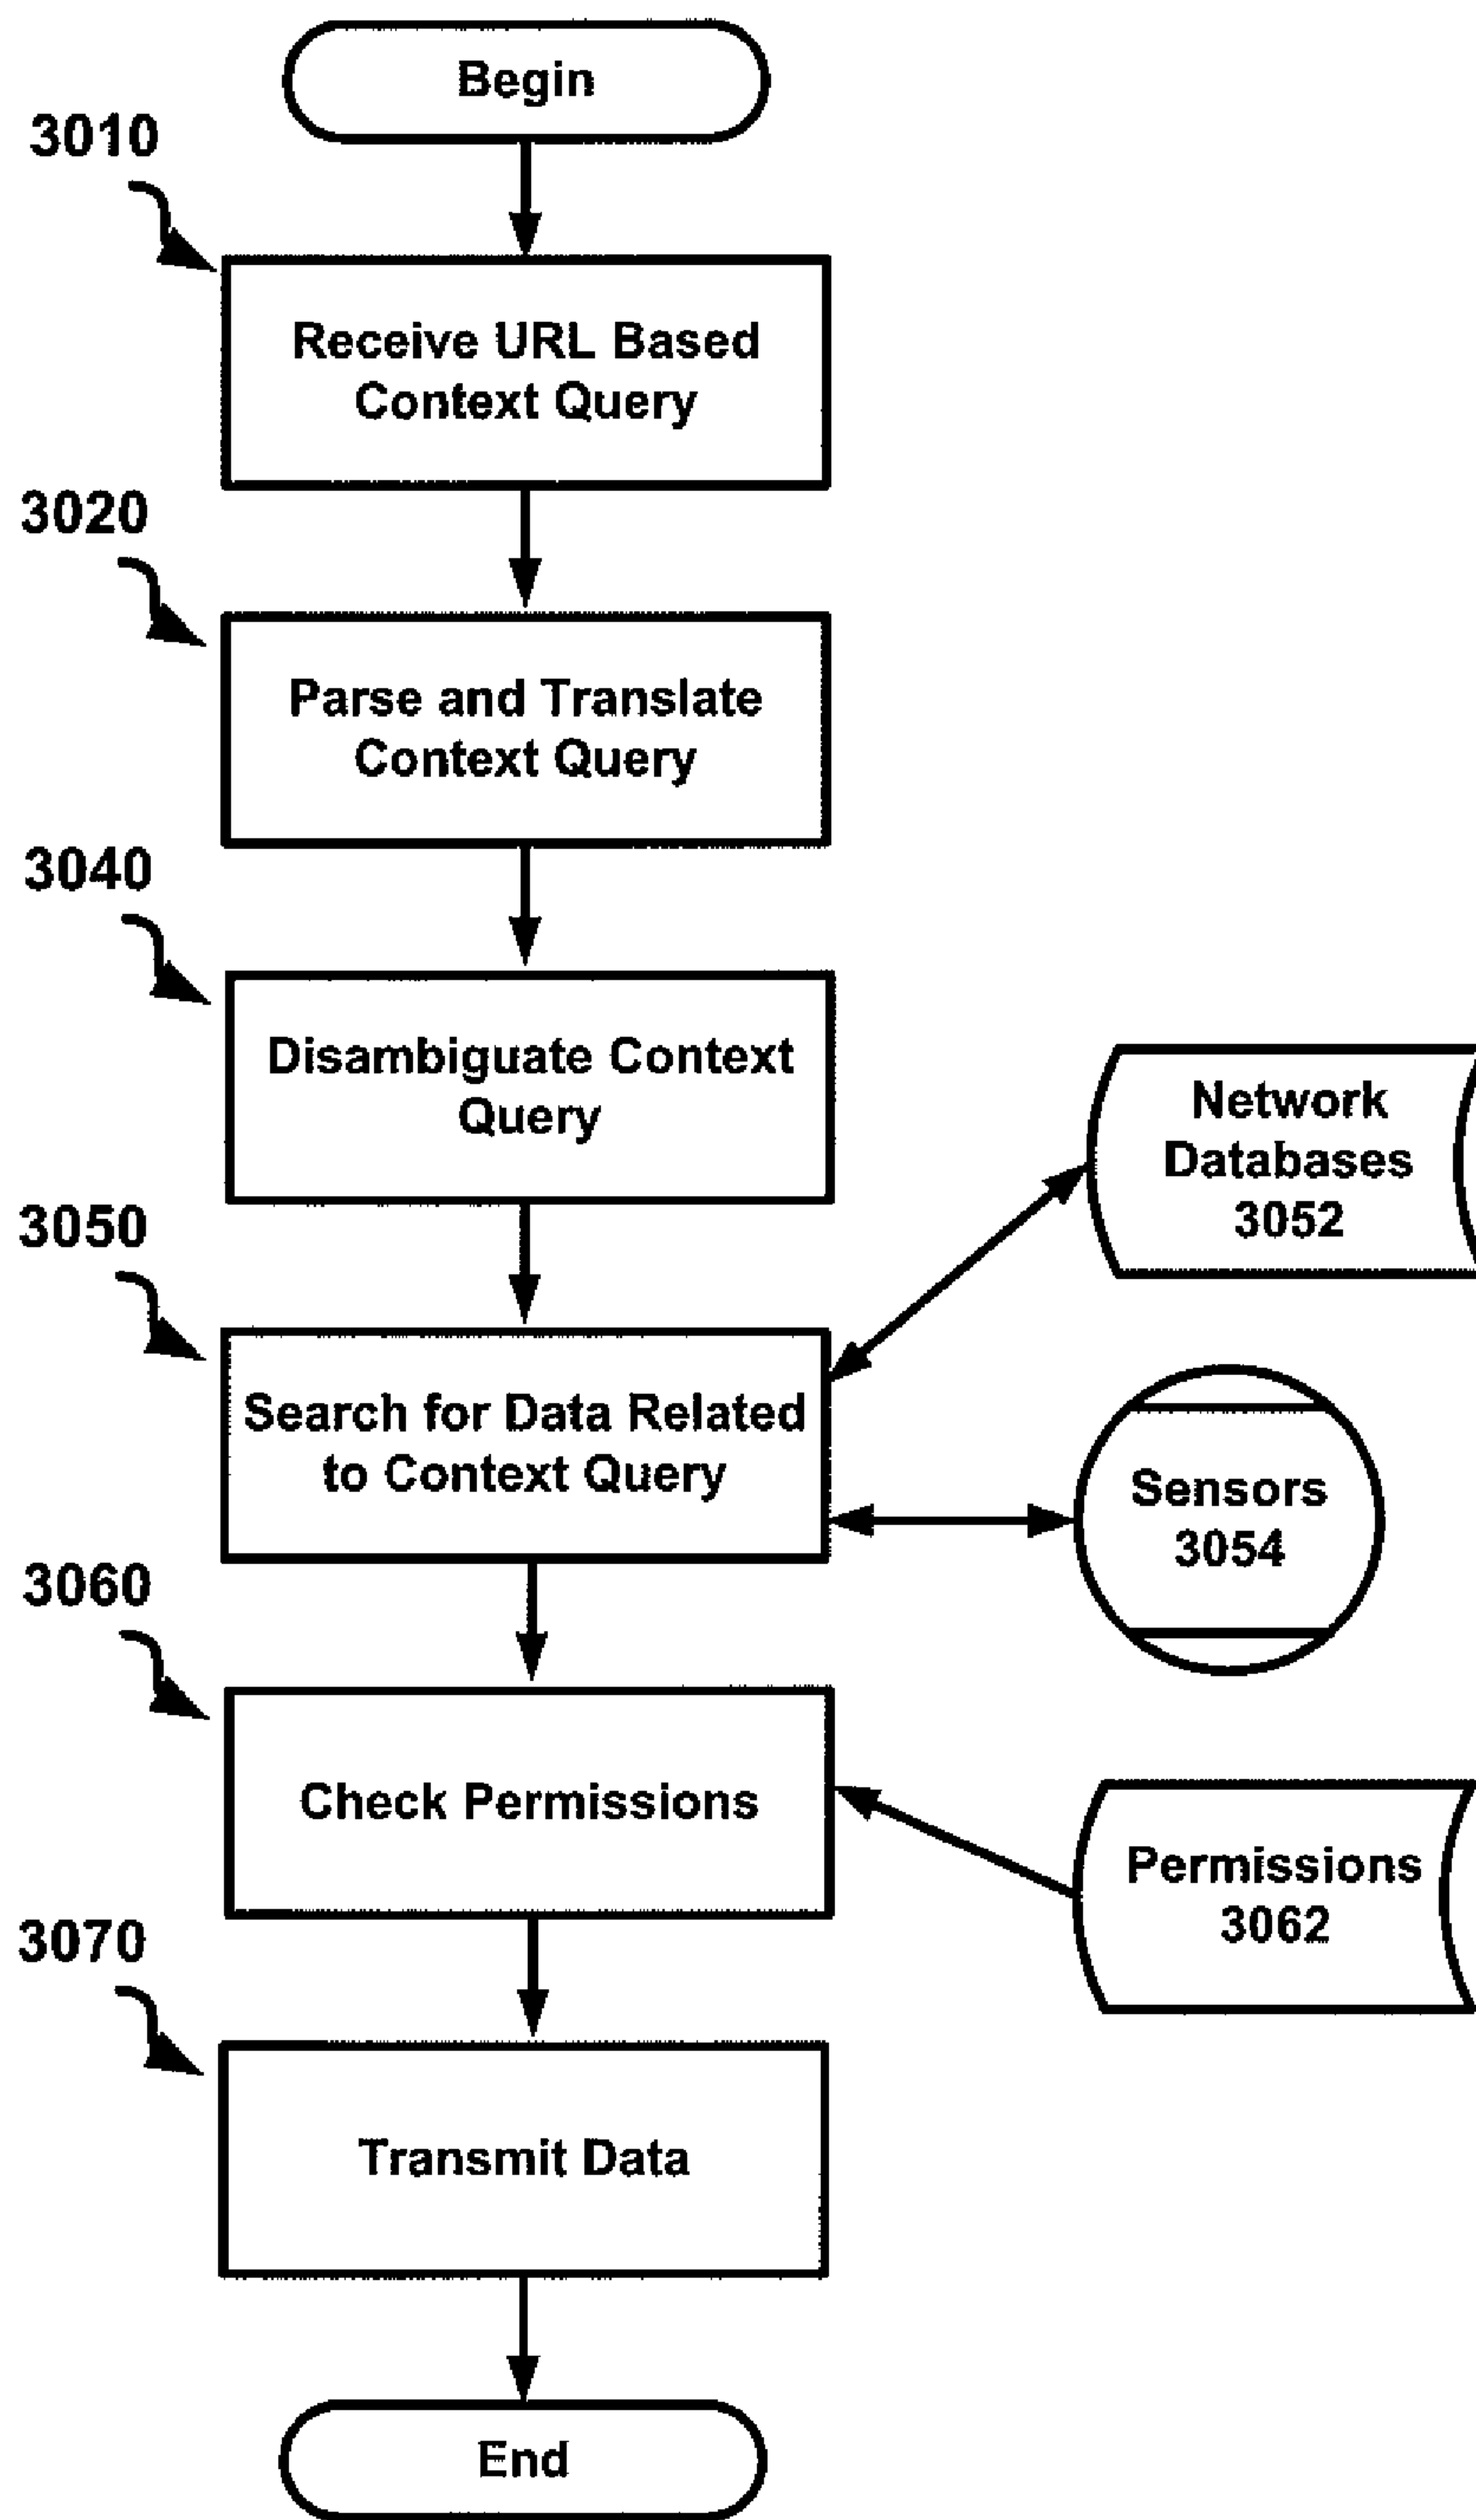 Begin
3010
Receive URL Based
Context Query
3020
Parse and Translate
Context Query
3040
Disambiguate Context
Query
Network
Databases
3052
3050
Search for Data Related
to Context Query
Sensors
3054
3060
Check Permissions
Permissions
3062
3070
Transmit Data
End